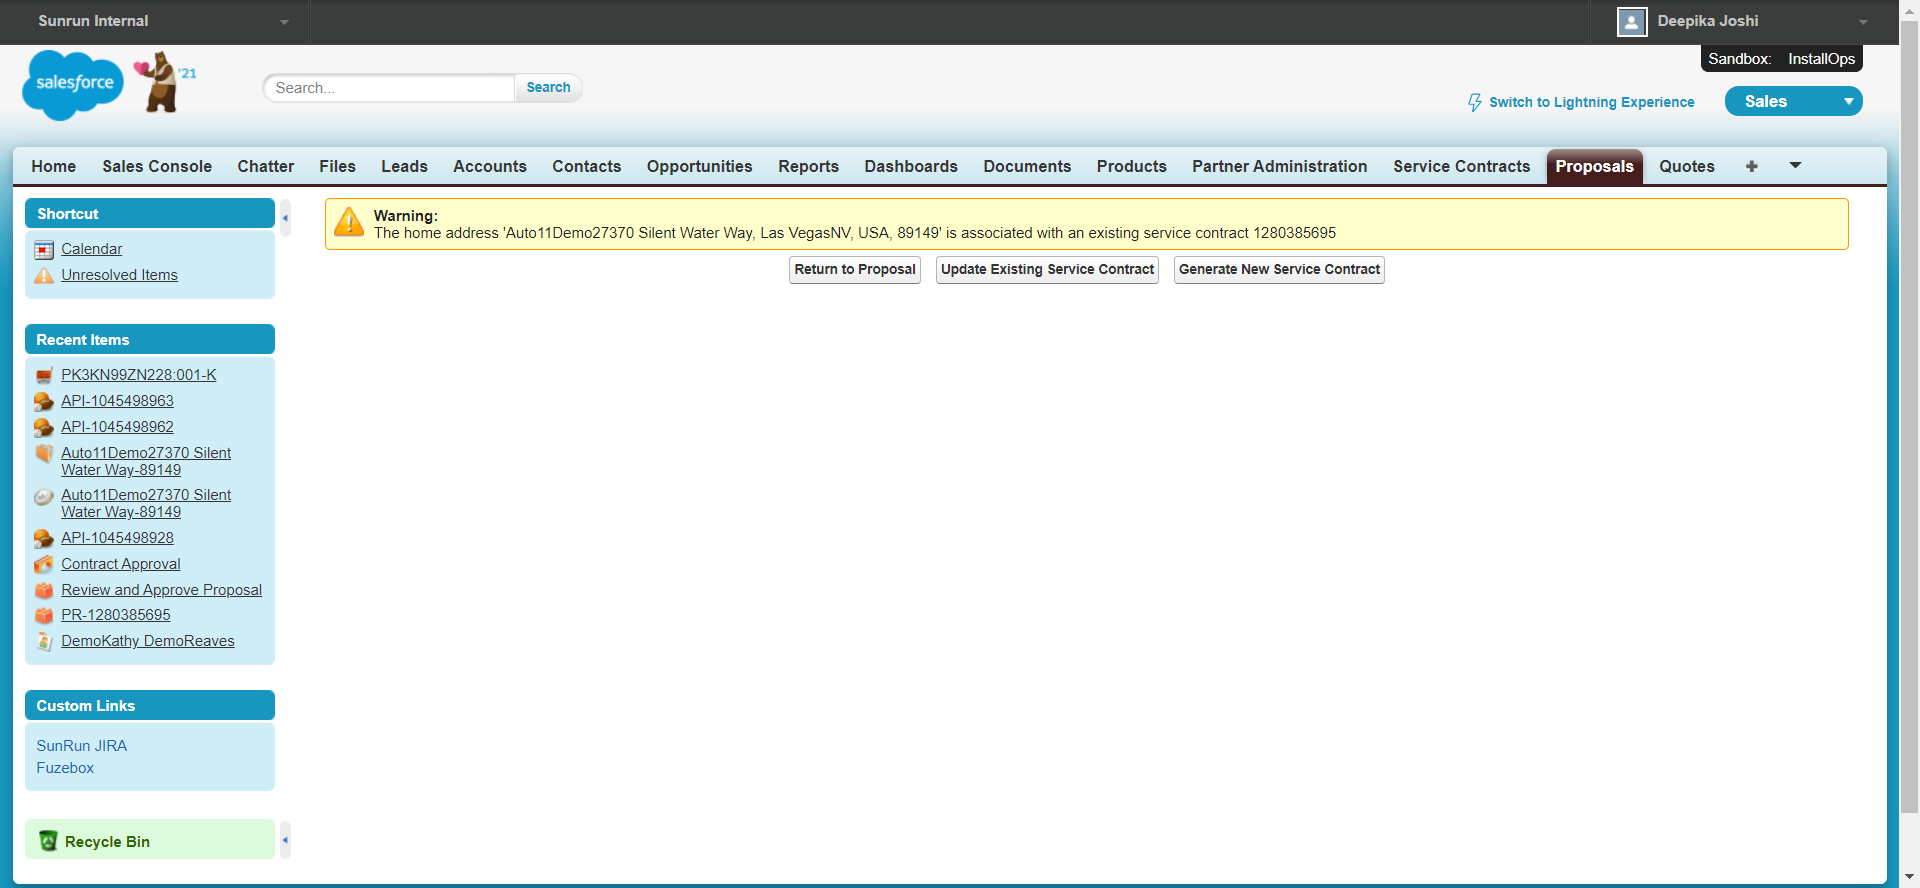 Sunrun Internal
Deepika Joshi
Sandbox: InstallOps
salesforce
'21
Search...
Search
Switch to Lightning Experience
Sales
Home Sales Console Chatter Files Leads Accounts Contacts Opportunities Reports Dashboards Documents Products Partner Administration Service Contracts Proposals Quotes +
Shortcut
Calendar
Unresolved Items
Warning:
The home address 'Auto11Demo27370 Silent Water Way, Las VegasNV, USA, 89149' is associated with an existing service contract 1280385695
Return to Proposal Update Existing Service Contract Generate New Service Contract
Recent Items
PK3KN99ZN228:001-K
API-1045498963
API-1045498962
Auto11Demo27370 Silent
Water Way-89149
Auto11Demo27370 Silent
Water Way-89149
API-1045498928
Contract Approval
Review and Approve Proposal
PR-1280385695
DemoKathy DemoReaves
Custom Links
SunRun JIRA
Fuzebox
Recycle Bin